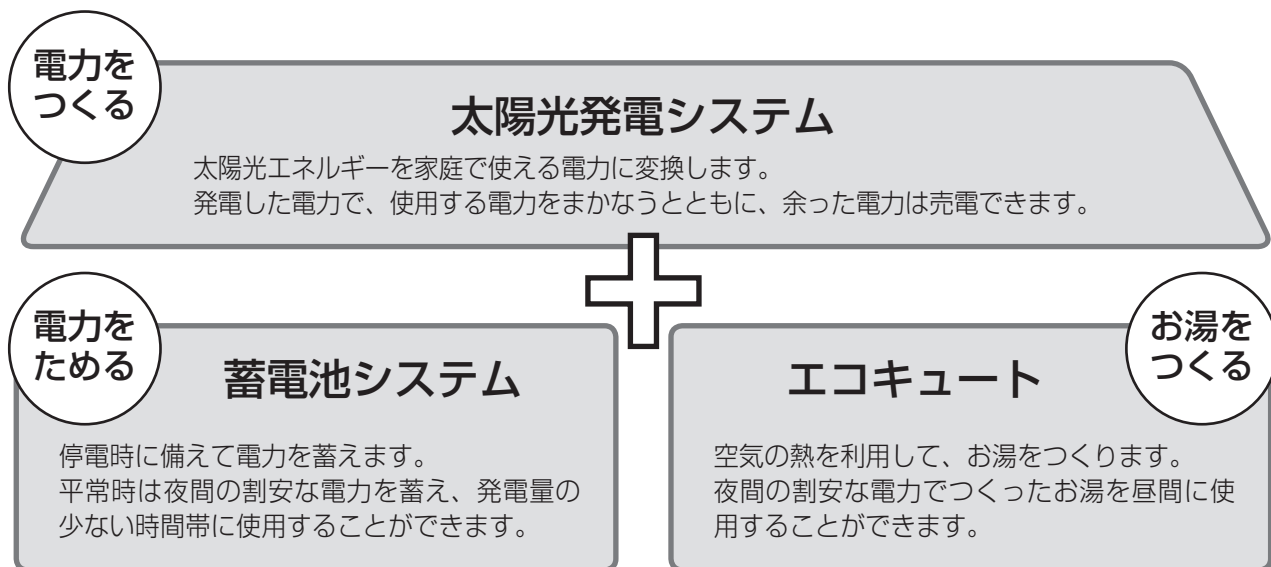 電力を
つくる
太陽光発電システム
太陽光エネルギーを家庭で使える電力に変換します。
発電した電力で、使用する電力をまかなうとともに、余った電力は売電できます。
電力を
ためる
蓄電池システム
停電時に備えて電力を蓄えます。
平常時は夜間の割安な電力を蓄え、発電量の
少ない時間帯に使用することができます。
お湯を
つくる
エコキュート
空気の熱を利用して、お湯をつくります。
夜間の割安な電力でつくったお湯を昼間に使
用することができます。